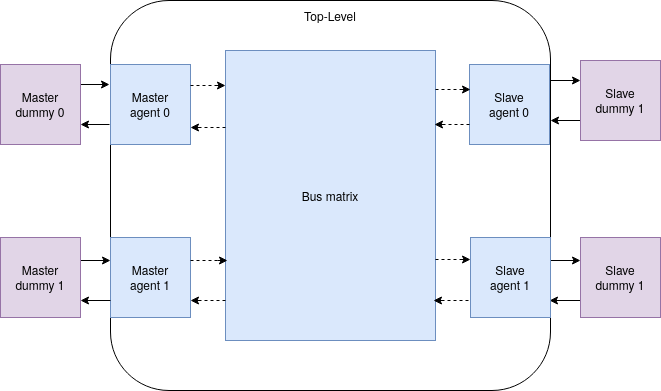 Top-Level
Master
dummy 0
Master
agent 0
Slave
agent 0
Slave
dummy 1
Bus matrix
Master
dummy 1
Master
agent 1
Slave
agent 1
Slave
dummy 1